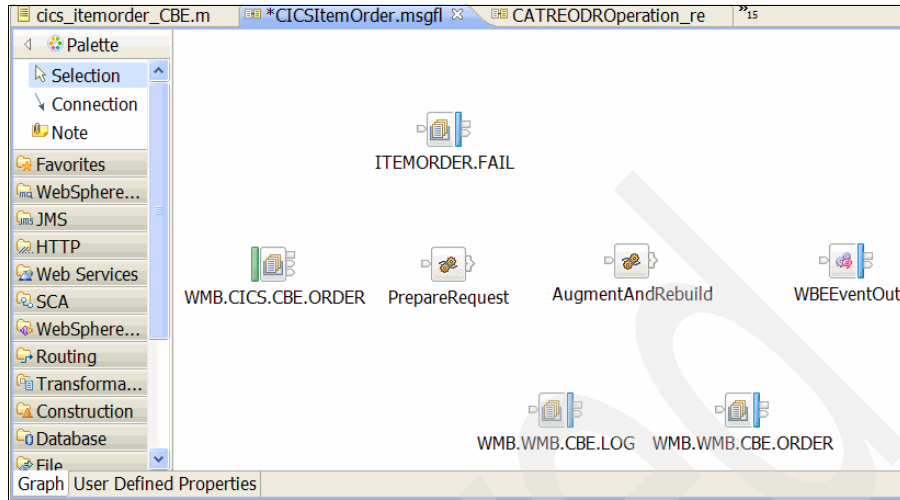 cics_itemorder_CBE.m
*CICSItemOrder.msgfl
CATREODROperation_re
»15
Palette
Selection
Connection
Note
Favorites
WebSphere...
JMS
HTTP
Web Services
SCA
WebSphere...
Routing
Transforma...
Construction
Database
File
ITEMORDER.FAIL
WMB.CICS.CBE.ORDER
PrepareRequest
AugmentAndRebuild
WBEEventOut
WMB.WMB.CBE.LOG
WMB.WMB.CBE.ORDER
Graph
User Defined Properties